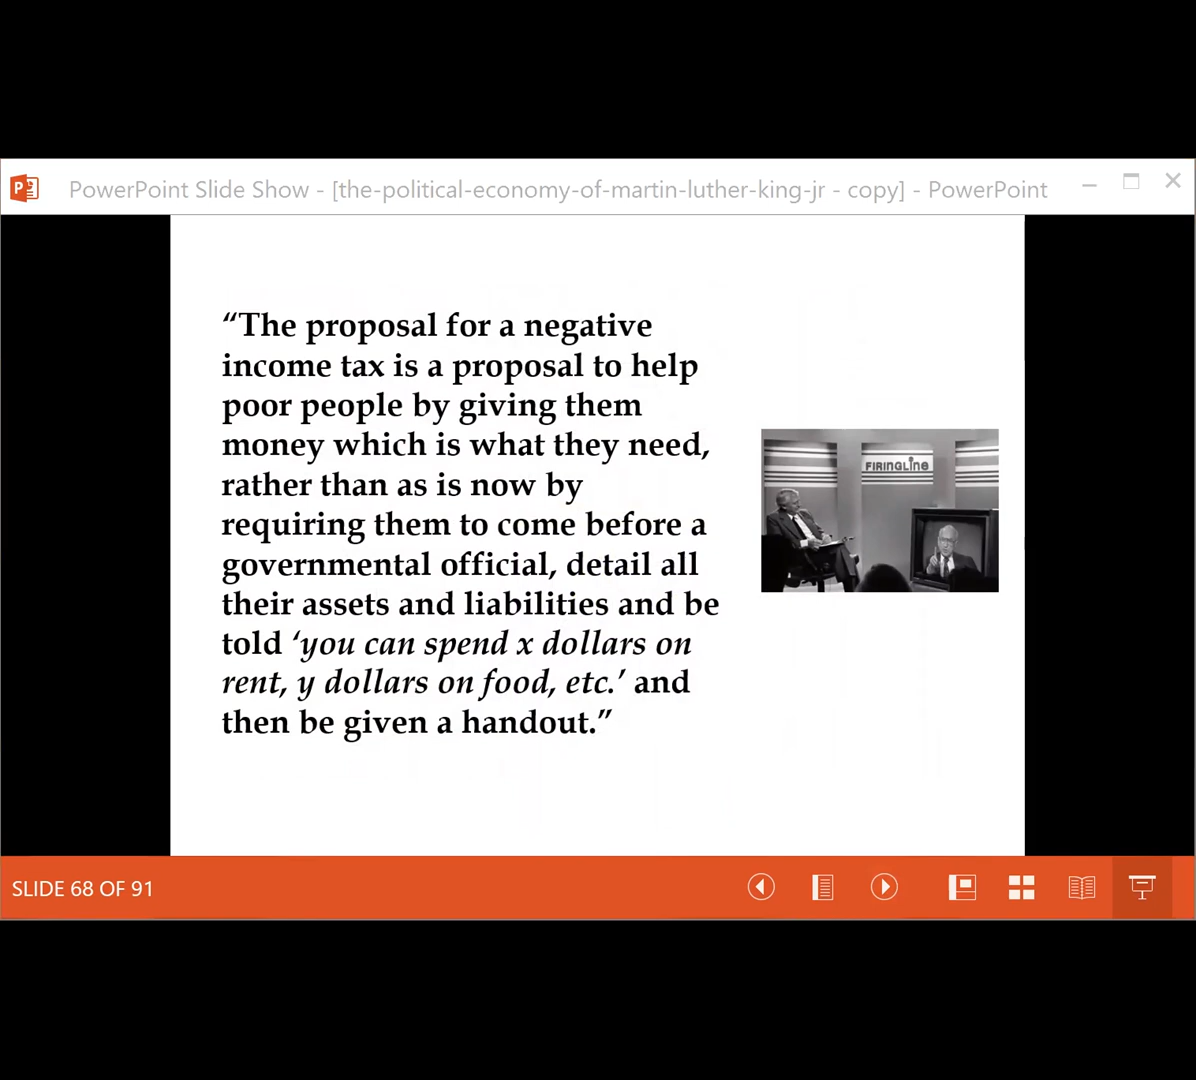 PowerPoint Slide Show - [the-political-economy-of-martin-luther-king-jr - copy] - PowerPoint
“The proposal for a negative
income tax is a proposal to help
poor people by giving them
money which is what they need,
rather than as is now by
requiring them to come before a
governmental official, detail all
their assets and liabilities and be
told ‘you can spend x dollars on
rent, y dollars on food, etc.’ and
then be given a handout.”
FIRING LINE
SLIDE 68 OF 91